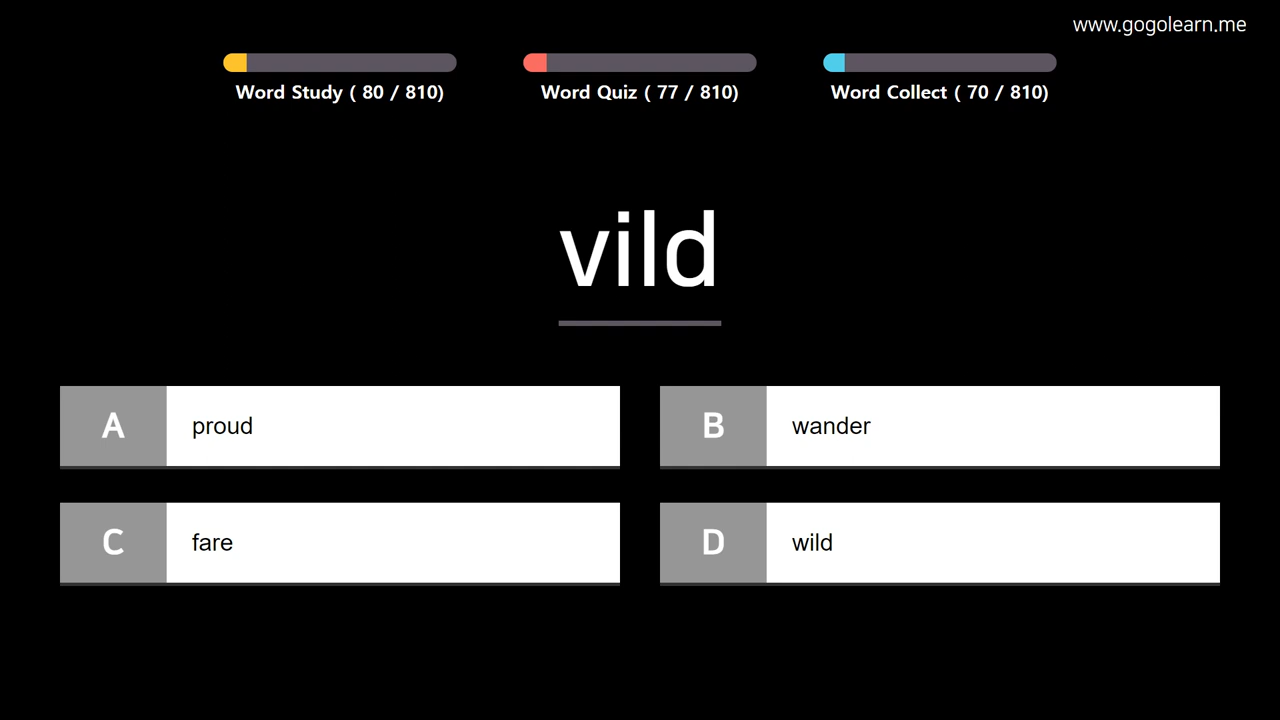 www.gogolearn.me
Word Study ( 80 / 810)
Word Quiz ( 77 / 810)
Word Collect ( 70 / 810)
vild
A proud
B wander
C fare
D wild